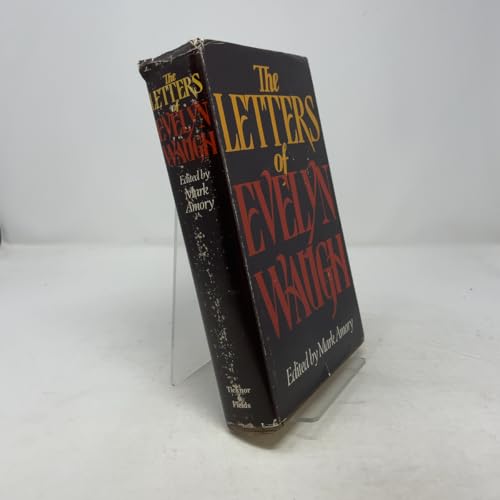 The
LETTERS
of
EVELYN
WAUGH
Edited by
Mark
Amory
Ticknor
&
Fields
The
LETTERS
of
EVELYN
WAUGH
Edited by Mark Amory